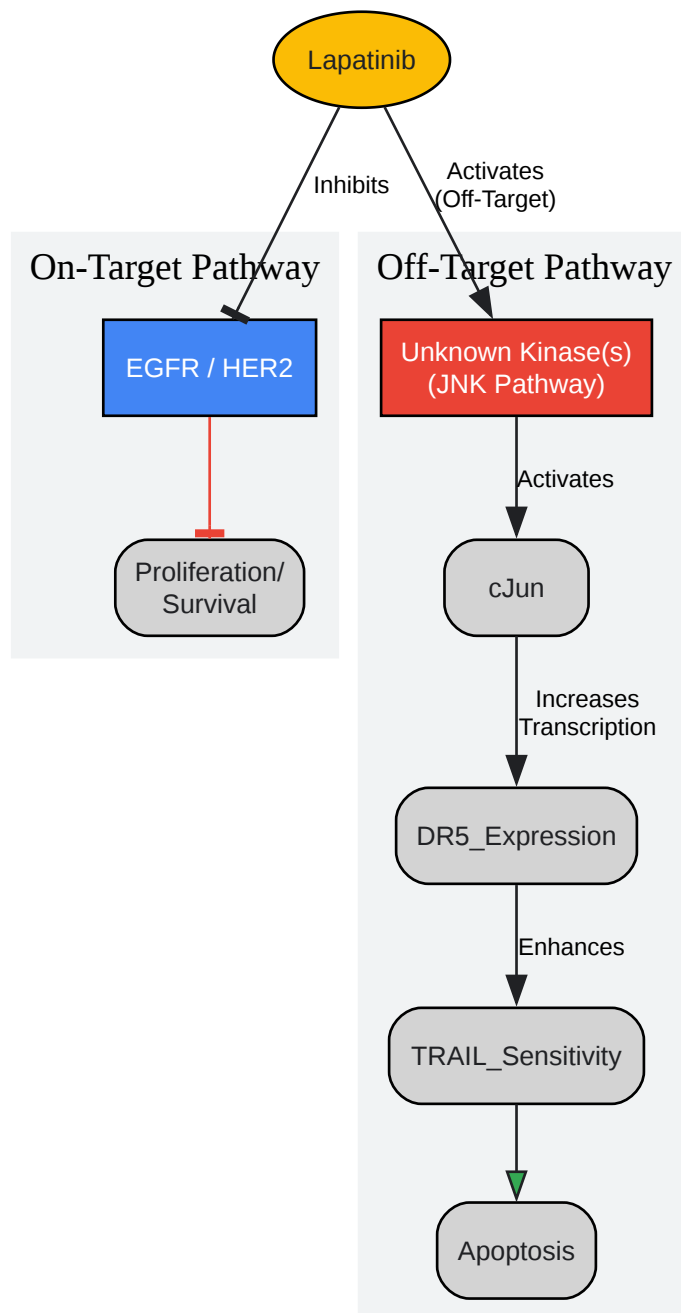 Lapatinib
Inhibits
Activates
(Off-Target)
On-Target Pathway
EGFR / HER2
Proliferation/
Survival
Off-Target Pathway
Unknown Kinase(s)
(JNK Pathway)
Activates
cJun
Increases
Transcription
DR5_Expression
Enhances
TRAIL_Sensitivity
Apoptosis